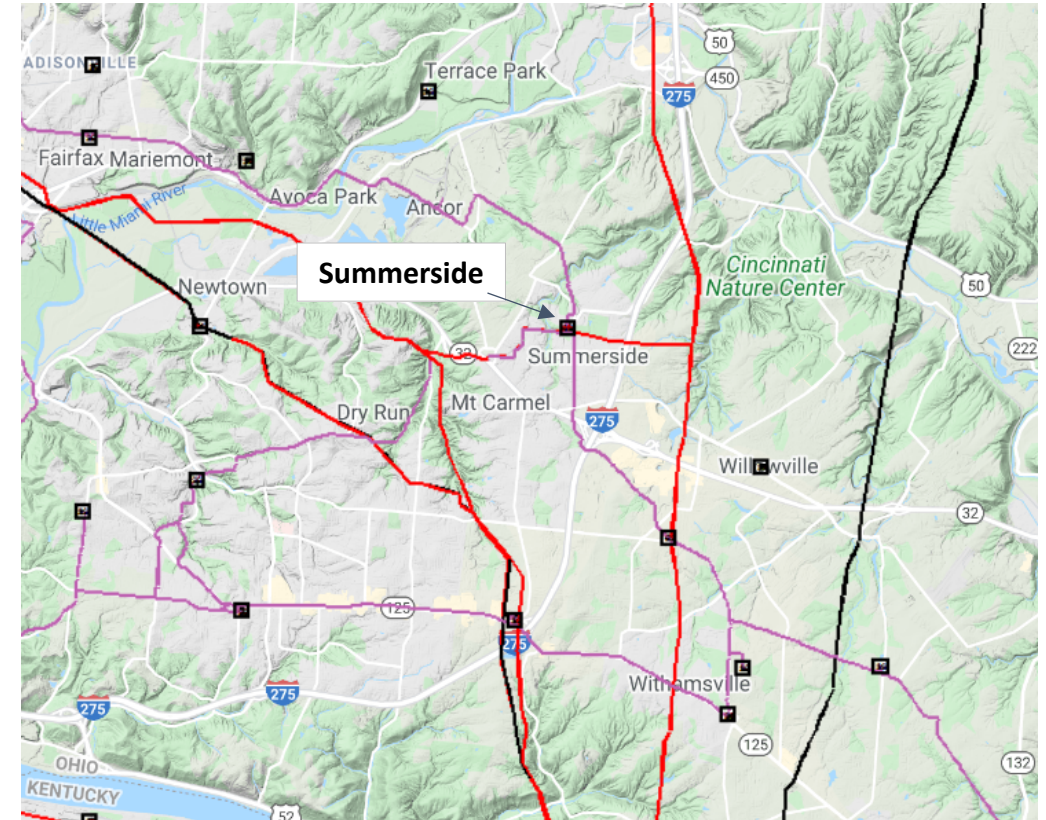 50
ADISONVILLE
Terrace Park
450
275
Fairfax Mariemont
Little Miami River
Avoca Park
Ancor
Summerside
Cincinnati
Nature Center
50
Newtown
32
Summerside
222
Dry Run
Mt Carmel
275
32
125
275
Withamsville
275
275
125
OHIO
KENTUCKY
132
52